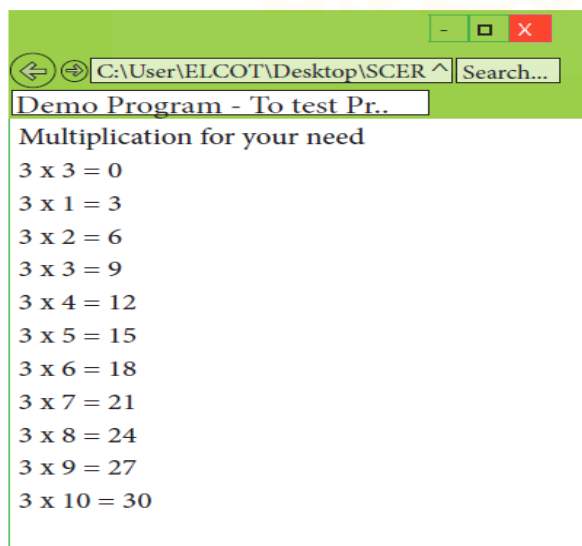 - X
C:\User\ELCOT\Desktop\SCER ^ Search...
Demo Program - To test Pr..
Multiplication for your need
3 x 3 = 0
3 x 1 = 3
3 x 2 = 6
3 x 3 = 9
3 x 4 = 12
3 x 5 = 15
3 x 6 = 18
3 x 7 = 21
3 x 8 = 24
3 x 9 = 27
3 x 10 = 30